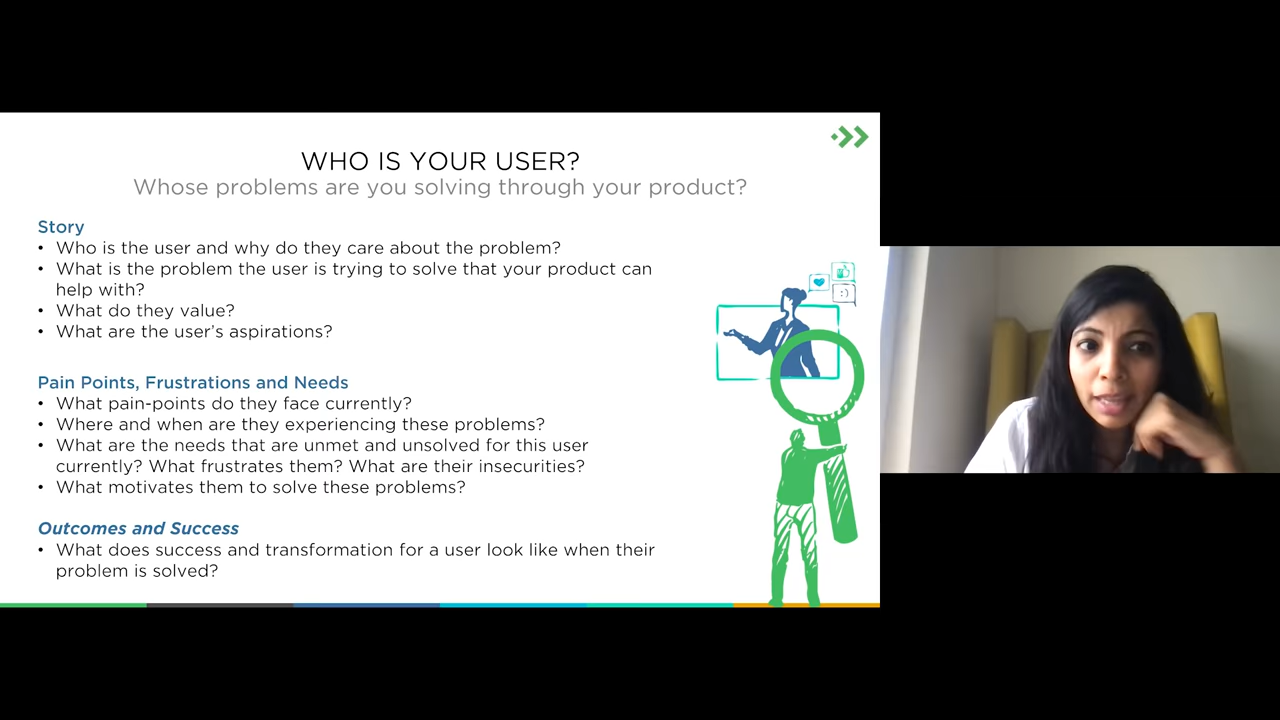 WHO IS YOUR USER?
Whose problems are you solving through your product?
Story
• Who is the user and why do they care about the problem?
• What is the problem the user is trying to solve that your product can
help with?
• What do they value?
• What are the user's aspirations?
Pain Points, Frustrations and Needs
• What pain-points do they face currently?
• Where and when are they experiencing these problems?
• What are the needs that are unmet and unsolved for this user
currently? What frustrates them? What are their insecurities?
• What motivates them to solve these problems?
Outcomes and Success
• What does success and transformation for a user look like when their
problem is solved?
:)